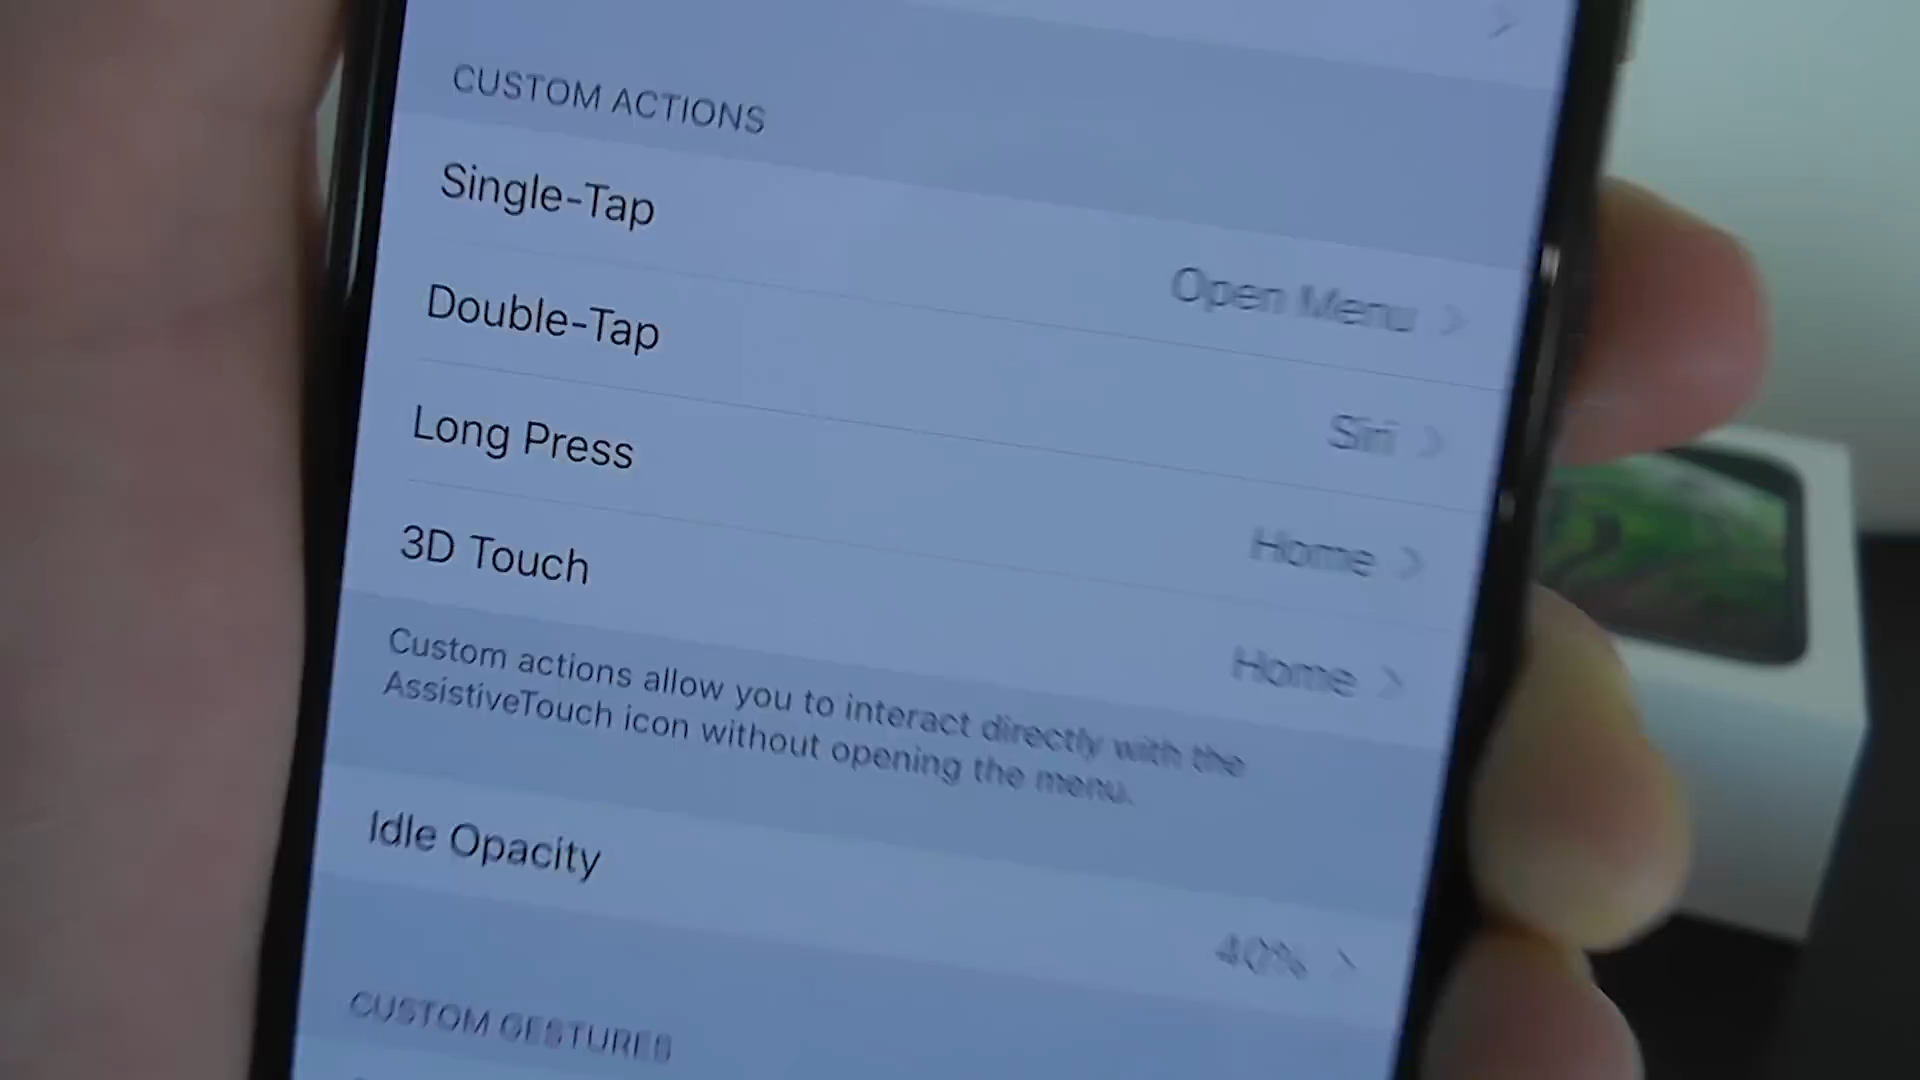 CUSTOM ACTIONS
Single-Tap
Open Menu
Double-Tap
Siri
Long Press
Home
3D Touch
Home
Custom actions allow you to interact directly with the
AssistiveTouch icon without opening the menu.
Idle Opacity
40%
CUSTOM GESTURES